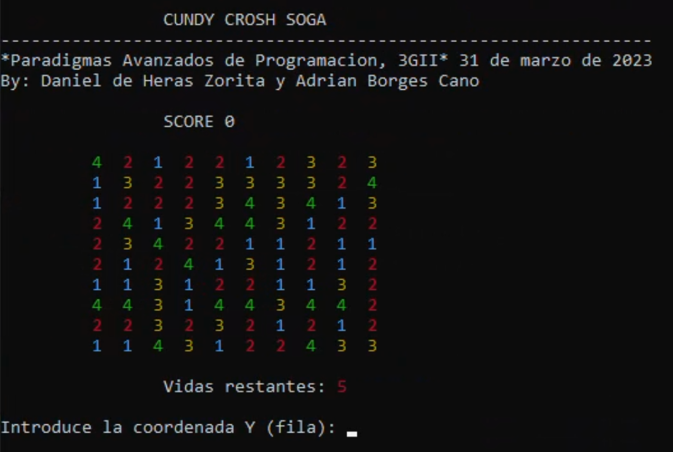 CUNDY CROSH SOGA
--------------------------------------------------------------------
*Paradigmas Avanzados de Programacion, 3GII* 31 de marzo de 2023
By: Daniel de Heras Zorita y Adrian Borges Cano
SCORE 0
4 2 1 2 2 1 2 3 2 3
1 3 2 2 3 3 3 3 2 4
1 2 2 2 3 4 3 4 1 3
2 4 1 3 4 4 3 1 2 2
2 3 4 2 2 1 1 2 1 1
2 1 2 4 1 3 1 2 1 2
1 1 3 1 2 2 1 1 3 2
4 4 3 1 4 4 3 4 4 2
2 2 3 2 3 2 1 2 1 2
1 1 4 3 1 2 2 4 3 3
Vidas restantes: 5
Introduce la coordenada Y (fila): _